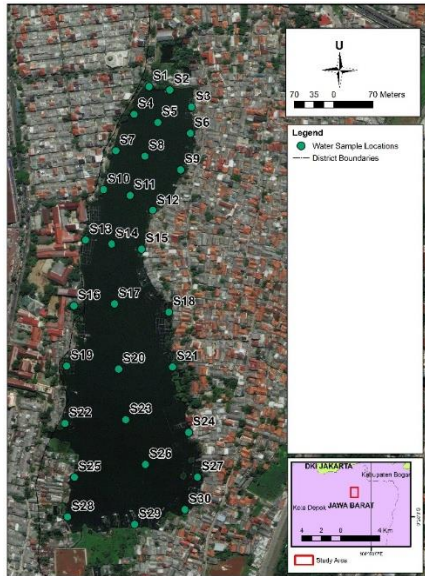 U
70 35 0 70 Meters
Legend
Water Sample Locations
District Boundaries
S1
S2
S3
S4
S5
S6
S7
S8
S9
S10
S11
S12
S13
S14
S15
S16
S17
S18
S19
S20
S21
S22
S23
S24
S25
S26
S27
S28
S29
S30
DKI JAKARTA
Kabupaten Bogor
Kota Depok
JAWA BARAT
4 2 0 4 Km
Study Area